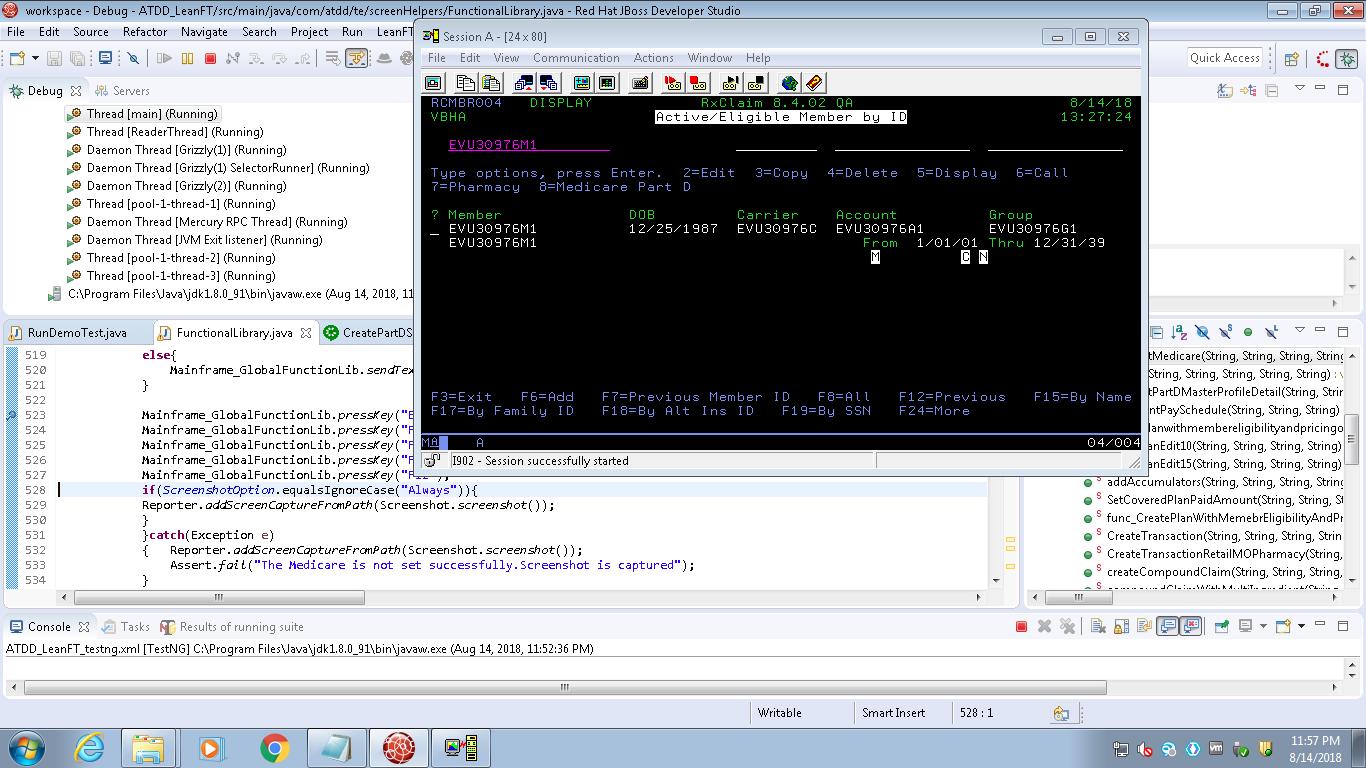 workspace - Debug - ATDD_LeanFT/src/main/java/com/atdd/te/screenHelpers/FunctionalLibrary.java - Red Hat JBoss Developer Studio
File Edit Source Refactor Navigate Search Project Run LeanFT
Quick Access
Debug Servers
Thread [main] (Running)
Thread [ReaderThread] (Running)
Daemon Thread [Grizzly(1)] (Running)
Daemon Thread [Grizzly(1) SelectorRunner] (Running)
Daemon Thread [Grizzly(2)] (Running)
Thread [pool-1-thread-1] (Running)
Daemon Thread [Mercury RPC Thread] (Running)
Daemon Thread [JVM Exit listener] (Running)
Thread [pool-1-thread-2] (Running)
Thread [pool-1-thread-3] (Running)
C:\Program Files\Java\jdk1.8.0_91\bin\javaw.exe (Aug 14, 2018, 11
Session A - [24 x 80]
File Edit View Communication Actions Window Help
RCMBR004 DISPLAY RxClaim 8.4.02 QA 8/14/18
VBHA Active/Eligible Member by ID 13:27:24
EVU30976M1
Type options, press Enter. 2=Edit 3=Copy 4=Delete 5=Display 6=Call
7=Pharmacy 8=Medicare Part D
? Member DOB Carrier Account Group
EVU30976M1 12/25/1987 EVU30976C EVU30976A1 EVU30976G1
EVU30976M1 From 1/01/01 Thru 12/31/39
M C N
F3=Exit F6=Add F7=Previous Member ID F8=All F12=Previous F15=By Name
F17=By Family ID F18=By Alt Ins ID F19=By SSN F24=More
MA A 04/004
I902 - Session successfully started
RunDemoTest.java FunctionalLibrary.java CreatePartDS
519 else{
520 Mainframe_GlobalFunctionLib.sendTex
521 }
522
523 Mainframe_GlobalFunctionLib.pressKey("E
524 Mainframe_GlobalFunctionLib.pressKey("F
525 Mainframe_GlobalFunctionLib.pressKey("F
526 Mainframe_GlobalFunctionLib.pressKey("F
527 Mainframe_GlobalFunctionLib.pressKey("F12");
528 if(ScreenshotOption.equalsIgnoreCase("Always")){
529 Reporter.addScreenCaptureFromPath(Screenshot.screenshot());
530 }
531 }catch(Exception e)
532 { Reporter.addScreenCaptureFromPath(Screenshot.screenshot());
533 Assert.fail("The Medicare is not set successfully.Screenshot is captured");
534 }
tMedicare(String, String, String, String,
String, String, String, String) : v
tPartDMasterProfileDetail(String, String
ntPaySchedule(String, String, String)
lanwithmembereligibilityandpricingo
anEdit10(String, String, String, String)
anEdit15(String, String, String, String)
addAccumulators(String, String, String,
SetCoveredPlanPaidAmount(String, Strin
func_CreatePlanWithMemebrEligibilityAndPr
CreateTransaction(String, String, String,
CreateTransactionRetailMOPharmacy(String,
createCompoundClaim(String, String, String,
compoundClaimWithMultiIngredient(String,
Console Tasks Results of running suite
ATDD_LeanFT_testng.xml [TestNG] C:\Program Files\Java\jdk1.8.0_91\bin\javaw.exe (Aug 14, 2018, 11:52:36 PM)
Writable Smart Insert 528 : 1
11:57 PM
8/14/2018